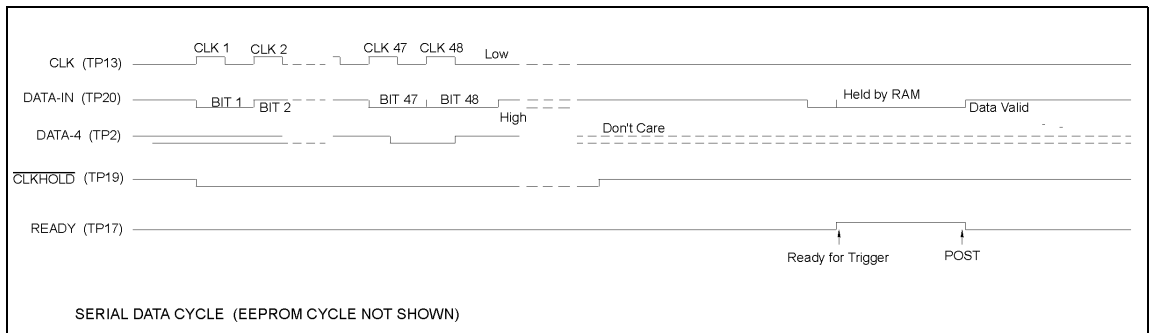 CLK 1 CLK 2 CLK 47 CLK 48
CLK (TP13) Low
DATA-IN (TP20) BIT 1 BIT 2 BIT 47 BIT 48 High Held by RAM Data Valid
DATA-4 (TP2) Don't Care
CLKHOLD (TP19)
READY (TP17)
Ready for Trigger POST
SERIAL DATA CYCLE (EEPROM CYCLE NOT SHOWN)